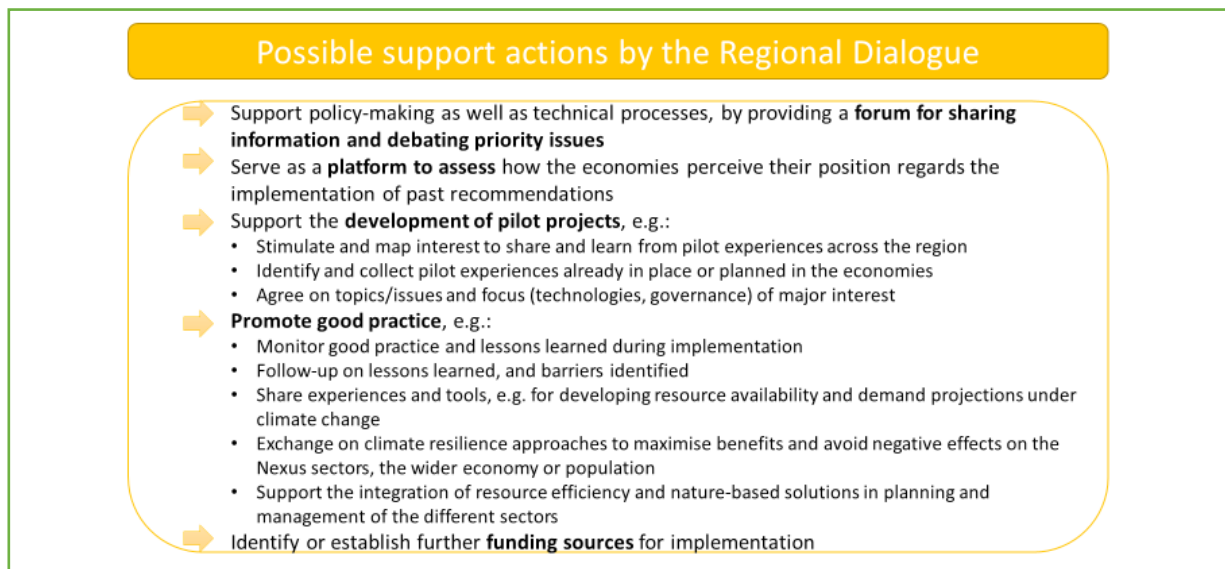 Possible support actions by the Regional Dialogue
Support policy-making as well as technical processes, by providing a forum for sharing
information and debating priority issues
Serve as a platform to assess how the economies perceive their position regards the
implementation of past recommendations
Support the development of pilot projects, e.g.:
• Stimulate and map interest to share and learn from pilot experiences across the region
• Identify and collect pilot experiences already in place or planned in the economies
• Agree on topics/issues and focus (technologies, governance) of major interest
Promote good practice, e.g.:
• Monitor good practice and lessons learned during implementation
• Follow-up on lessons learned, and barriers identified
• Share experiences and tools, e.g. for developing resource availability and demand projections under
climate change
• Exchange on climate resilience approaches to maximise benefits and avoid negative effects on the
Nexus sectors, the wider economy or population
• Support the integration of resource efficiency and nature-based solutions in planning and
management of the different sectors
Identify or establish further funding sources for implementation